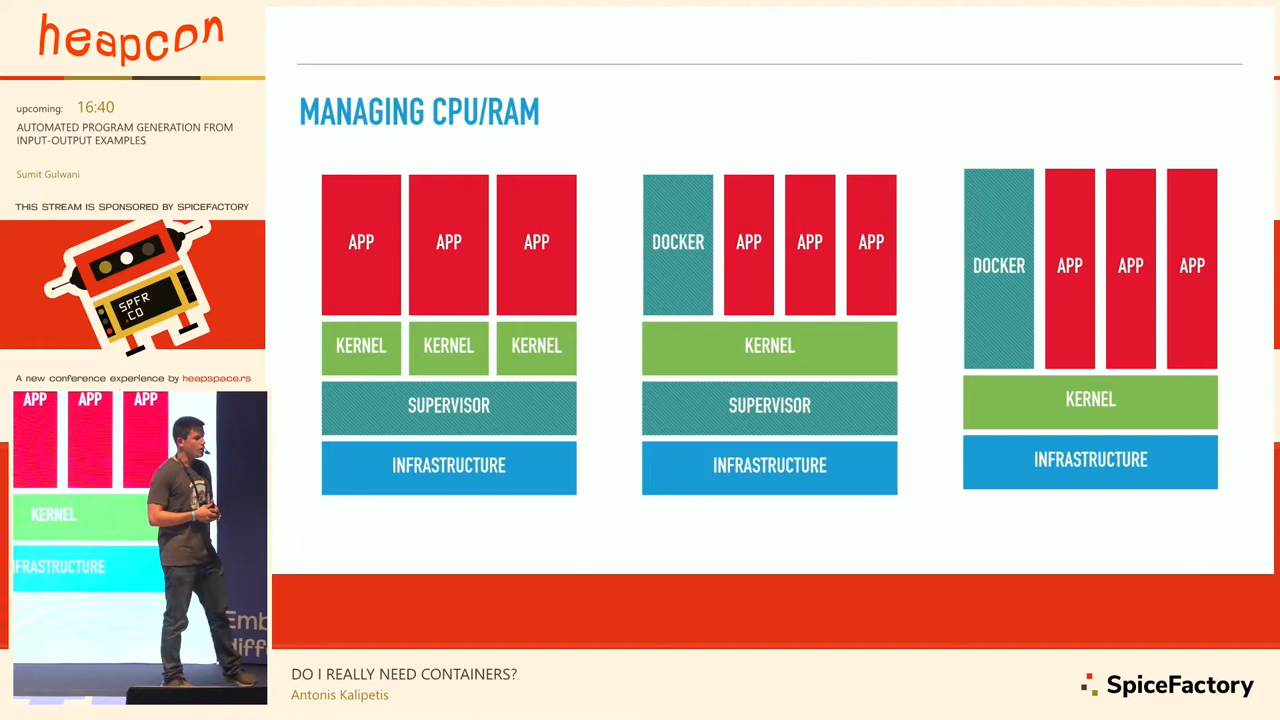 heapcon
upcoming: 16:40
AUTOMATED PROGRAM GENERATION FROM
INPUT-OUTPUT EXAMPLES
Sumit Gulwani
THIS STREAM IS SPONSORED BY SPICEFACTORY
SPFR
.CO
A new conference experience by heapspace.rs
APP APP APP
KERNEL
FRASTRUCTURE
Emb
diff
MANAGING CPU/RAM
APP APP APP
KERNEL KERNEL KERNEL
SUPERVISOR
INFRASTRUCTURE
DOCKER APP APP APP
KERNEL
SUPERVISOR
INFRASTRUCTURE
DOCKER APP APP APP
KERNEL
INFRASTRUCTURE
DO I REALLY NEED CONTAINERS?
Antonis Kalipetis
SpiceFactory